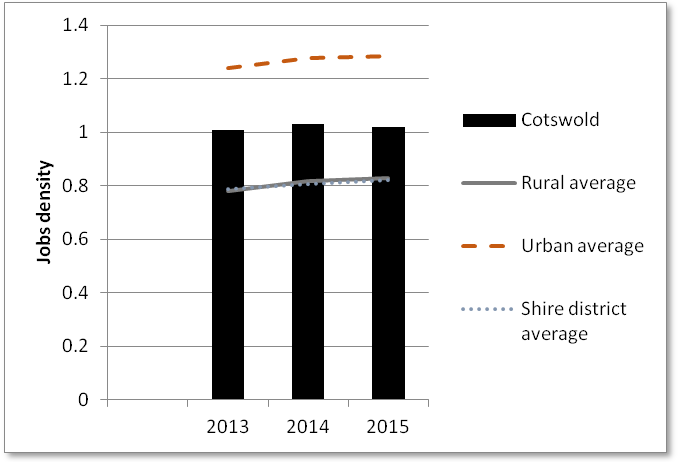 1.4
1.2
1
0.8
0.6
0.4
0.2
0
Jobs density
2013
2014
2015
Cotswold
Rural average
Urban average
Shire district
average